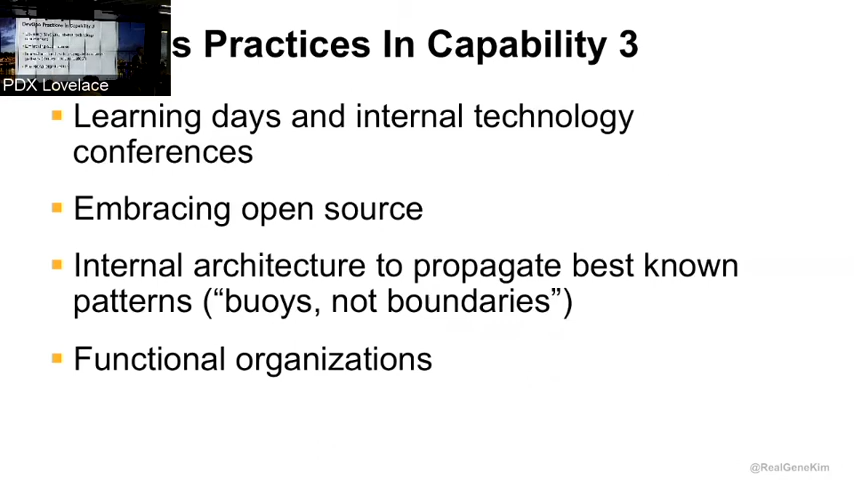 s Practices In Capability 3
PDX Lovelace
Learning days and internal technology
conferences
Embracing open source
Internal architecture to propagate best known
patterns (“buoys, not boundaries”)
Functional organizations
@RealGeneKim